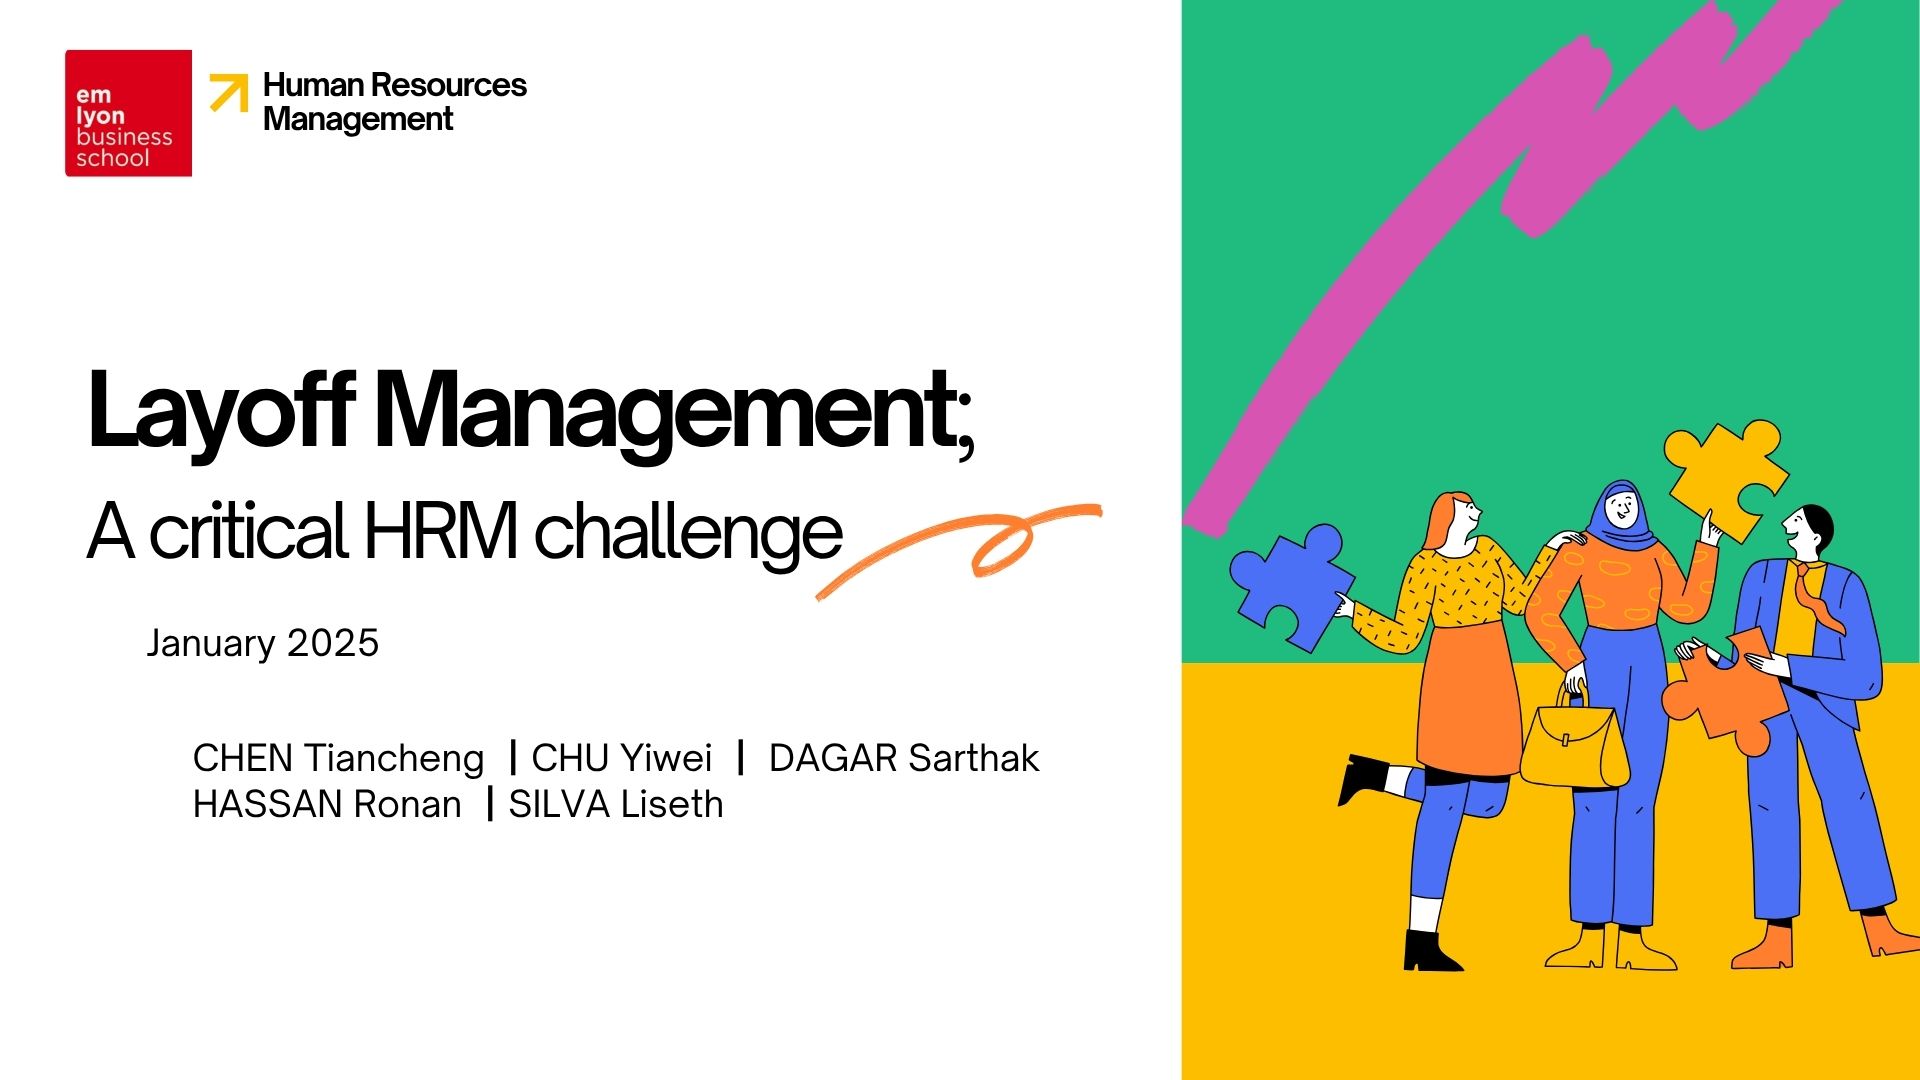 em
lyon
business
school
Human Resources
Management
Layoff Management;
A critical HRM challenge
January 2025
CHEN Tiancheng | CHU Yiwei | DAGAR Sarthak
HASSAN Ronan | SILVA Liseth